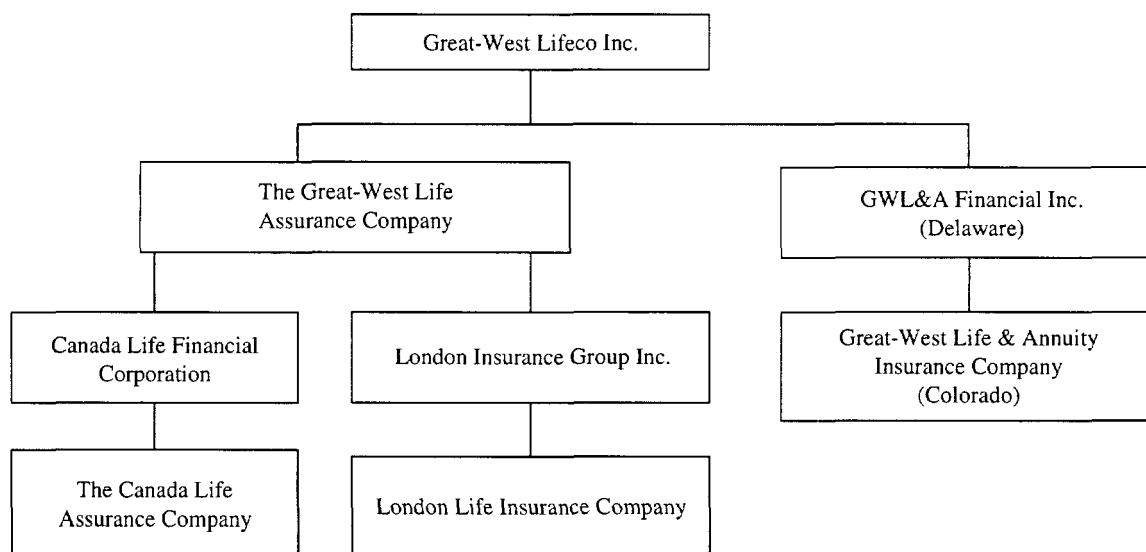 Great-West Lifeco Inc.
The Great-West Life
Assurance Company
GWL&A Financial Inc.
(Delaware)
Canada Life Financial
Corporation
London Insurance Group Inc.
Great-West Life & Annuity
Insurance Company
(Colorado)
The Canada Life
Assurance Company
London Life Insurance Company